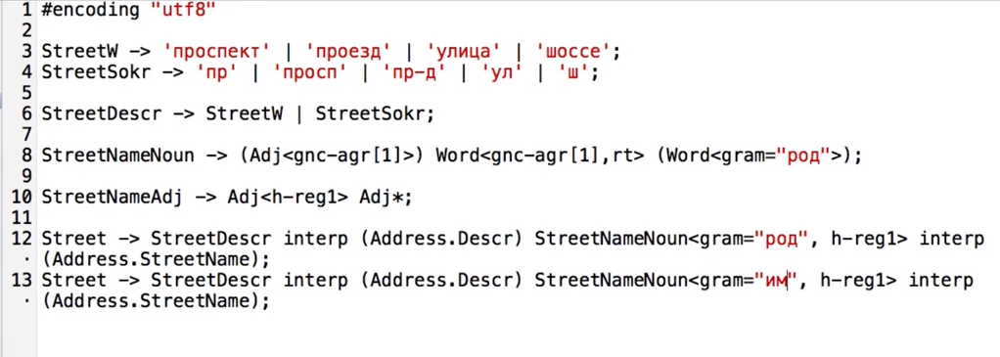 1 #encoding "utf8"
2
3 StreetW -> 'проспект' | 'проезд' | 'улица' | 'шоссе';
4 StreetSokr -> 'пр' | 'просп' | 'пр-д' | 'ул' | 'ш';
5
6 StreetDescr -> StreetW | StreetSokr;
7
8 StreetNameNoun -> (Adj<gnc-agr[1]>) Word<gnc-agr[1],rt> (Word<gram="род">);
9
10 StreetNameAdj -> Adj<h-reg1> Adj*;
11
12 Street -> StreetDescr interp (Address.Descr) StreetNameNoun<gram="род", h-reg1> interp
· (Address.StreetName);
13 Street -> StreetDescr interp (Address.Descr) StreetNameNoun<gram="им", h-reg1> interp
· (Address.StreetName);